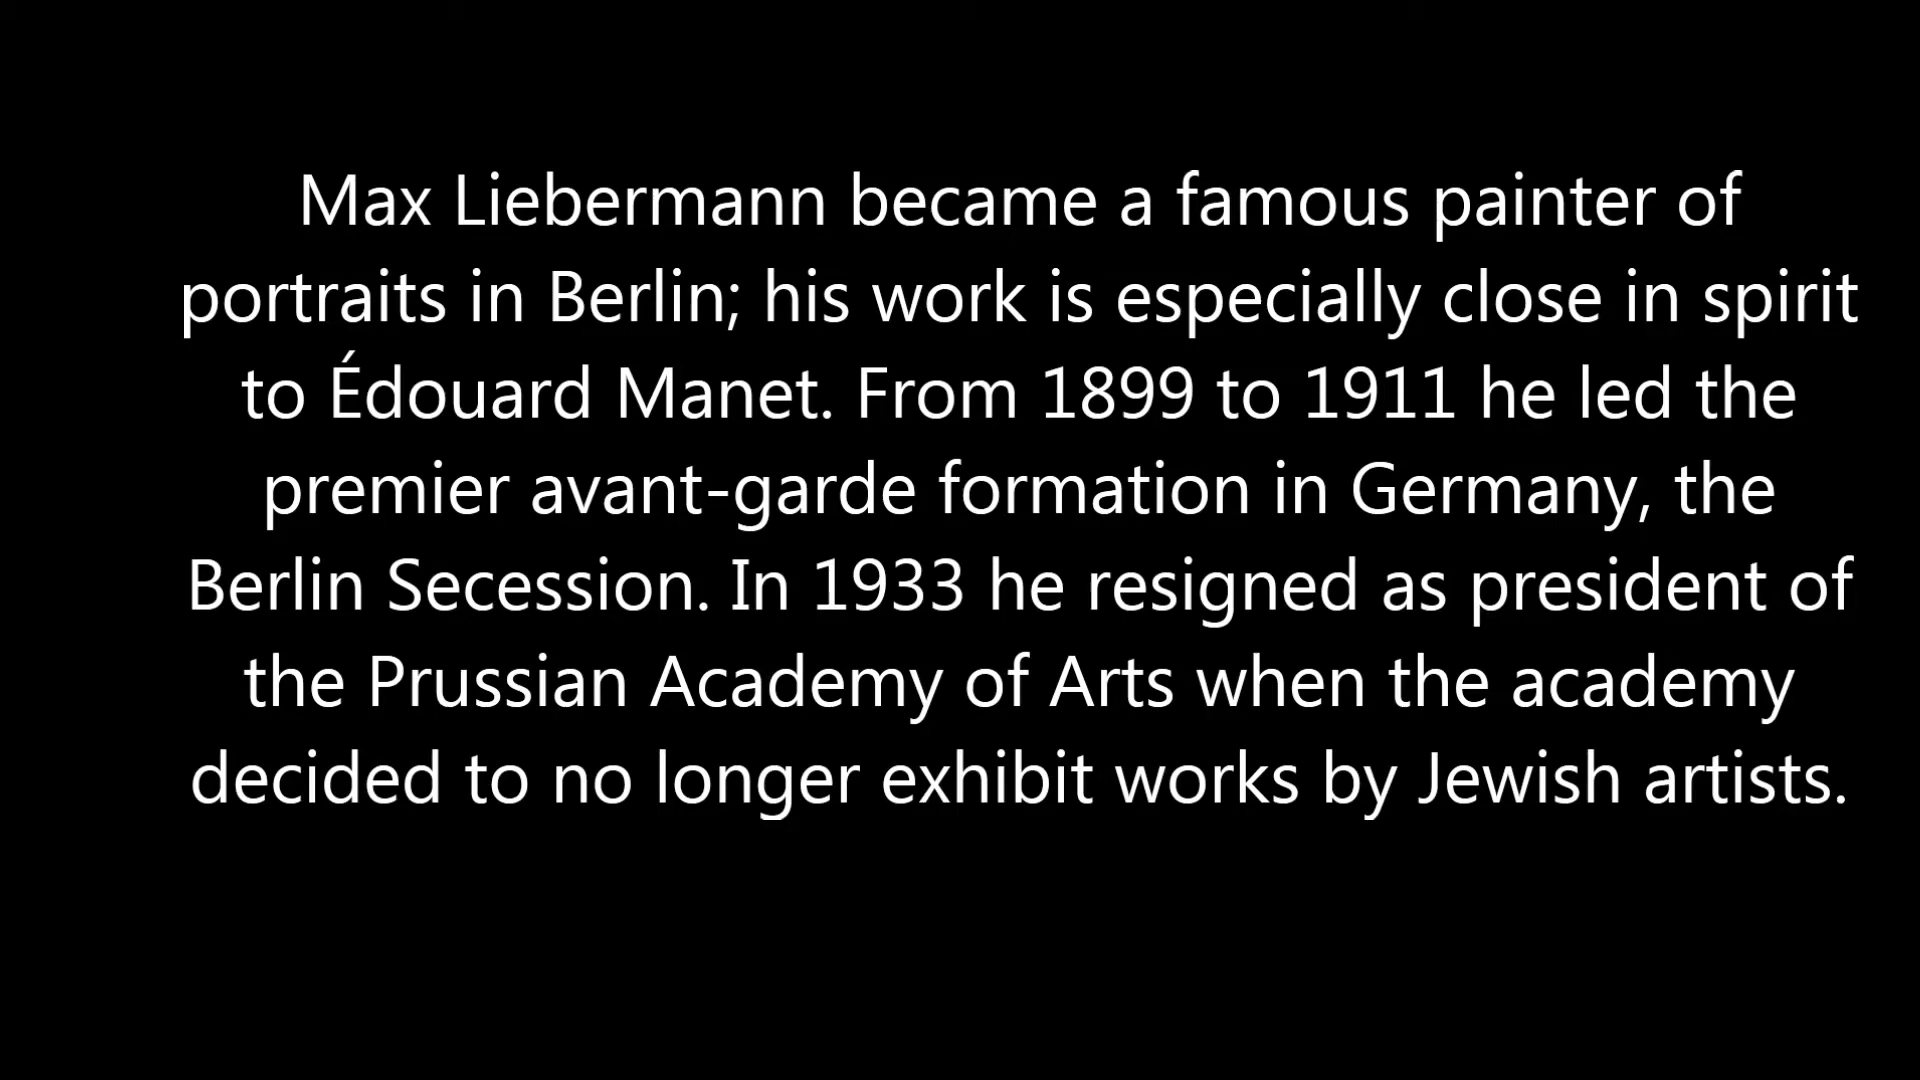 Max Liebermann became a famous painter of
portraits in Berlin; his work is especially close in spirit
to Édouard Manet. From 1899 to 1911 he led the
premier avant-garde formation in Germany, the
Berlin Secession. In 1933 he resigned as president of
the Prussian Academy of Arts when the academy
decided to no longer exhibit works by Jewish artists.